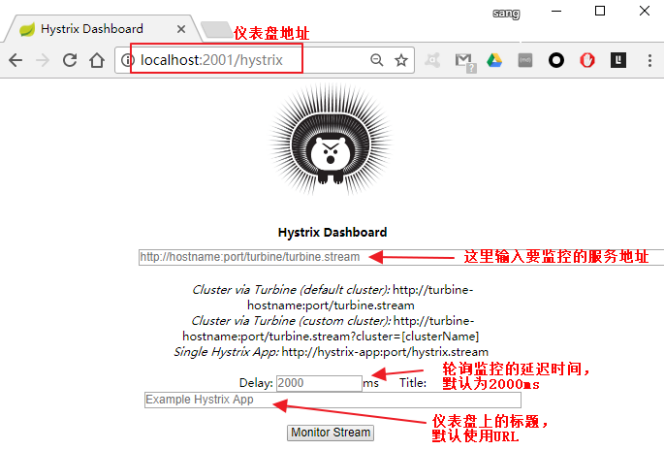 sang
Hystrix Dashboard
仪表盘地址
localhost:2001/hystrix
Hystrix Dashboard
http://hostname:port/turbine/turbine.stream
这里输入要监控的服务地址
Cluster via Turbine (default cluster): http://turbine-
hostname:port/turbine.stream
Cluster via Turbine (custom cluster): http://turbine-
hostname:port/turbine.stream?cluster=[clusterName]
Single Hystrix App: http://hystrix-app:port/hystrix.stream
轮询监控的延迟时间，
默认为2000ms
Delay: 2000 ms Title:
Example Hystrix App
仪表盘上的标题，
默认使用URL
Monitor Stream